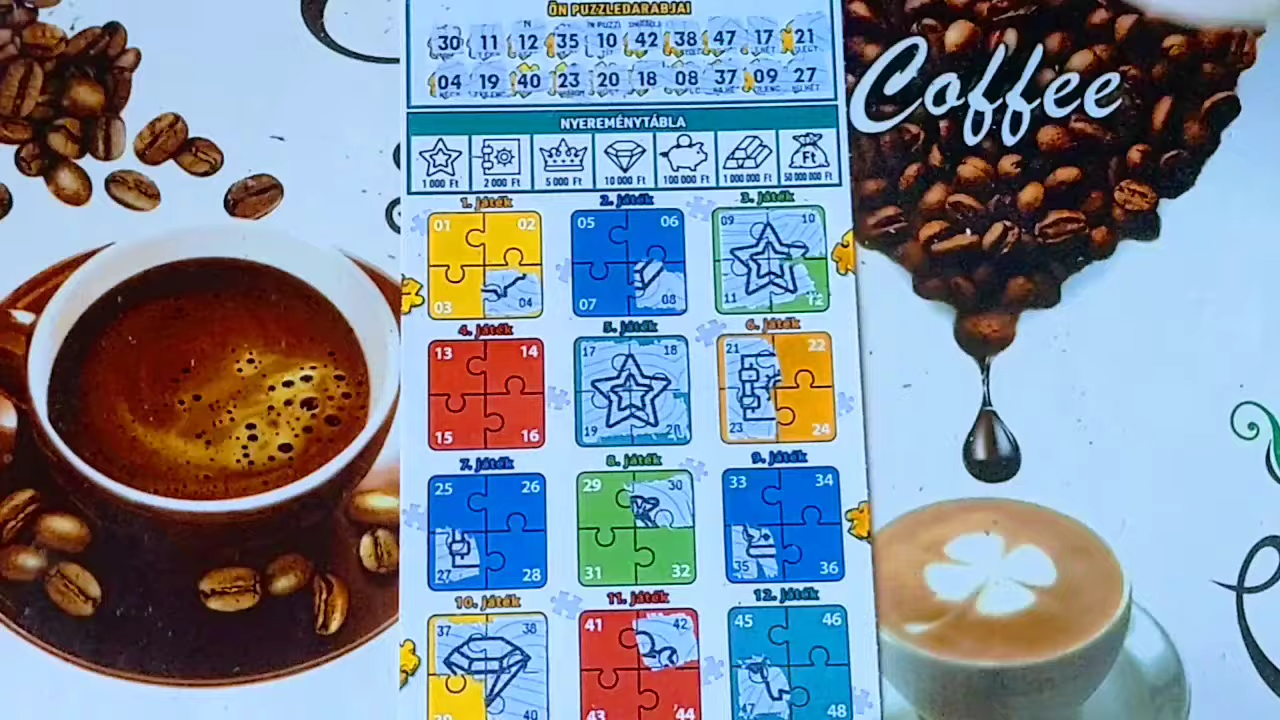 ÖN PUZZLEDARABJAI
30 11 12 35 10 42 38 47 17 21
04 19 40 23 20 18 08 37 09 27
NYEREMÉNYTÁBLA
1 000 Ft 2 000 Ft 5 000 Ft 10 000 Ft 100 000 Ft 1 000 000 Ft 50 000 000 Ft
Ft
1. játék 2. játék 3. játék
01 02 05 06 09 10
03 04 07 08 11 12
4. játék 5. játék 6. játék
13 14 17 18 21 22
15 16 19 20 23 24
7. játék 8. játék 9. játék
25 26 29 30 33 34
27 28 31 32 35 36
10. játék 11. játék 12. játék
37 38 41 42 45 46
39 40 43 44 47 48
Coffee